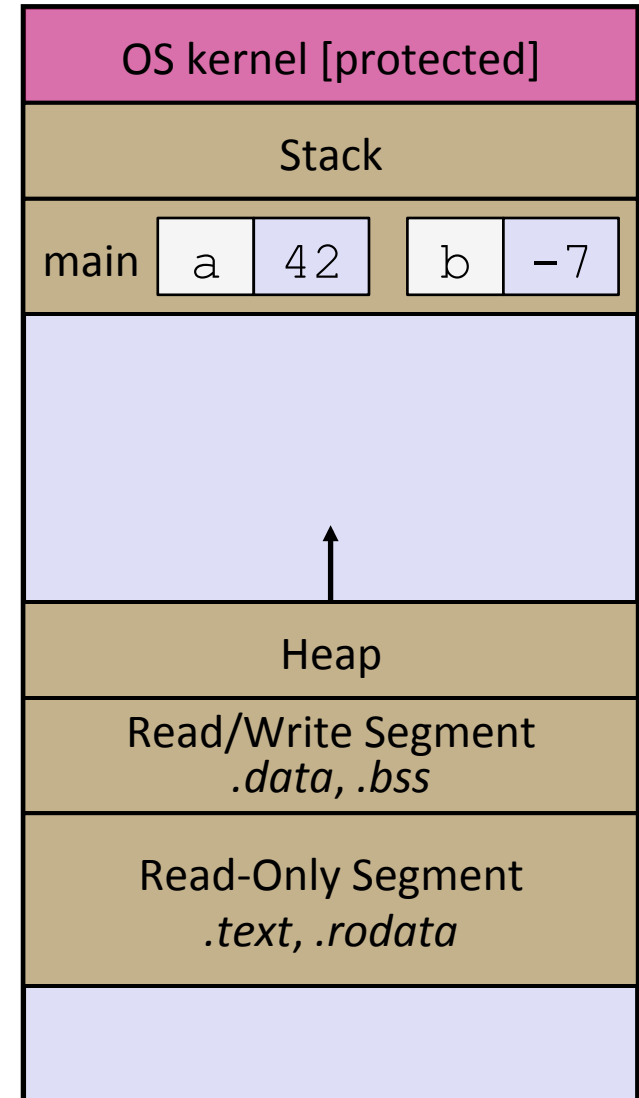 OS kernel [protected]
Stack
main a 42 b -7
Heap
Read/Write Segment
.data, .bss
Read-Only Segment
.text, .rodata